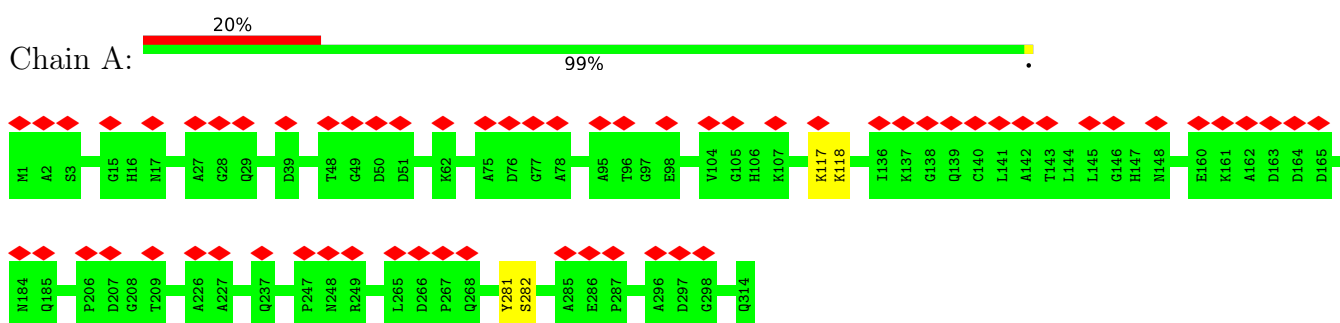 20%
Chain A:
99%
.
M1 A2 S3 G15 H16 N17 A27 G28 Q29 D39 T48 G49 D50 D51 K62 A75 D76 G77 A78 A95 T96 G97 E98 V104 G105 H106 K107 K117 K118 I136 K137 G138 Q139 C140 L141 A142 T143 L144 L145 G146 H147 N148 E160 K161 A162 D163 D164 D165
N184 Q185 P206 D207 G208 T209 A226 A227 Q237 P247 N248 R249 L265 D266 P267 Q268 Y281 S282 A285 E286 P287 A296 D297 G298 Q314